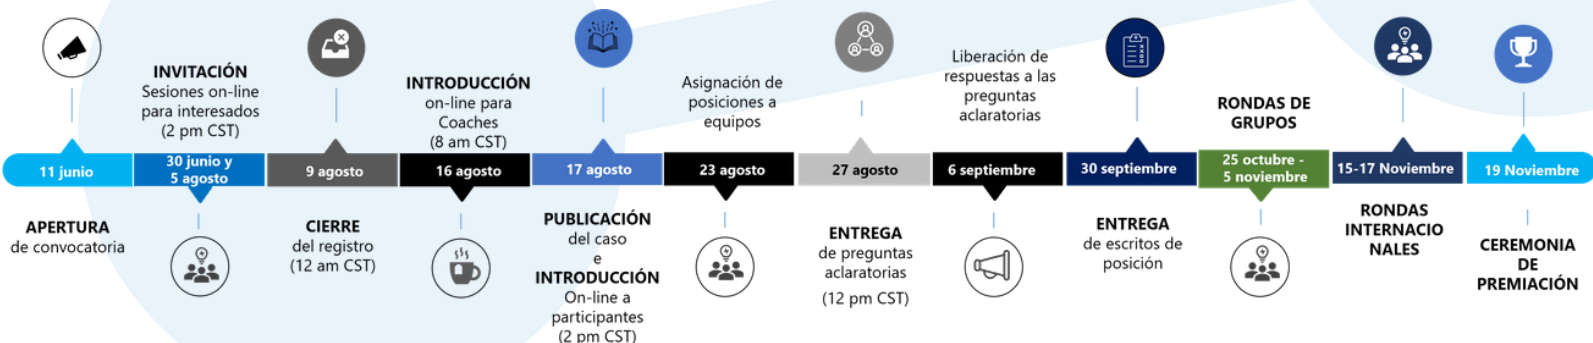 11 junio
APERTURA
de convocatoria
INVITACIÓN
Sesiones on-line
para interesados
(2 pm CST)
30 junio y
5 agosto
9 agosto
CIERRE
del registro
(12 am CST)
INTRODUCCIÓN
on-line para
Coaches
(8 am CST)
16 agosto
17 agosto
PUBLICACIÓN
del caso
e
INTRODUCCIÓN
On-line a
participantes
(2 pm CST)
Asignación de
posiciones a
equipos
23 agosto
27 agosto
ENTREGA
de preguntas
aclaratorias
(12 pm CST)
Liberación de
respuestas a las
preguntas
aclaratorias
6 septiembre
30 septiembre
ENTREGA
de escritos de
posición
RONDAS DE
GRUPOS
25 octubre -
5 noviembre
15-17 Noviembre
RONDAS
INTERNACIO
NALES
19 Noviembre
CEREMONIA
DE
PREMIACIÓN